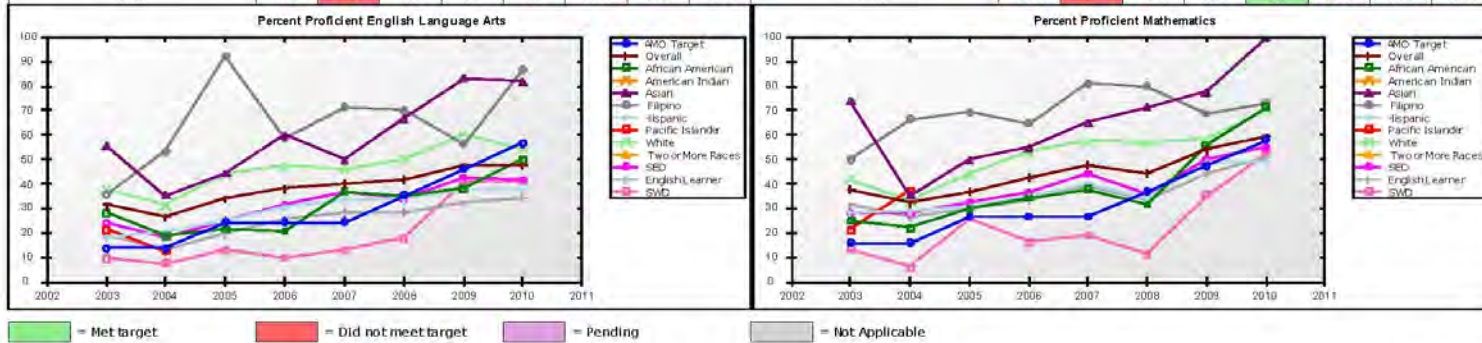 Percent Proficient English Language Arts
100
90
80
70
60
50
40
30
20
10
0
2002 2003 2004 2005 2006 2007 2008 2009 2010 2011
AMO Target
Overall
African American
American Indian
Asian
Filipino
Hispanic
Pacific Islander
White
Two or More Races
SED
English Learner
SWD
Percent Proficient Mathematics
100
90
80
70
60
50
40
30
20
10
0
2002 2003 2004 2005 2006 2007 2008 2009 2010 2011
AMO Target
Overall
African American
American Indian
Asian
Filipino
Hispanic
Pacific Islander
White
Two or More Races
SED
English Learner
SWD
= Met target = Did not meet target = Pending = Not Applicable